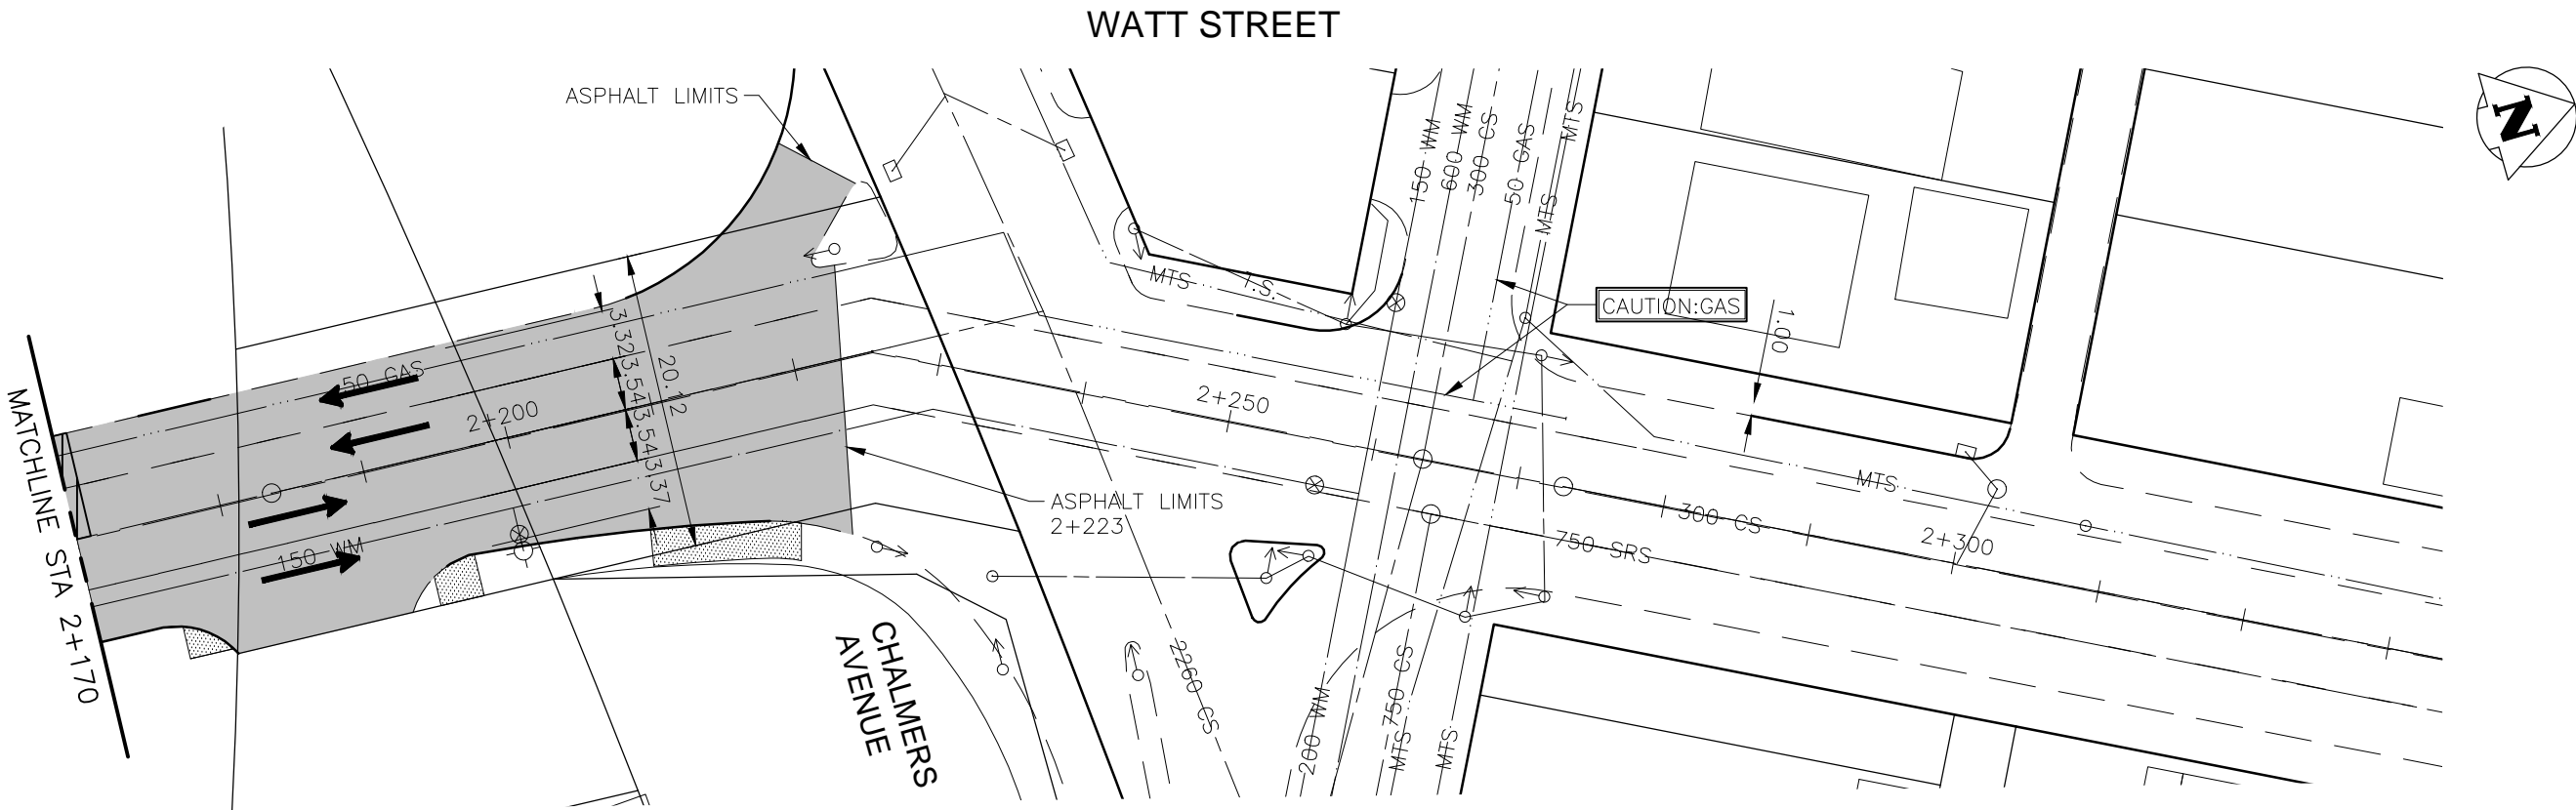 WATT STREET
ASPHALT LIMITS
N
150 WM
600 WM
300 CS
50 GAS
MTS
MTS
MTS
T.S.
CAUTION:GAS
1.00
3.32
3.54
3.54
3.37
20.12
50 GAS
2+200
2+250
MATCHLINE STA 2+170
150 WM
ASPHALT LIMITS
2+223
MTS
300 CS
2+300
750 SRS
CHALMERS
AVENUE
2260 CS
200 WM
MTS
750 CS
MTS